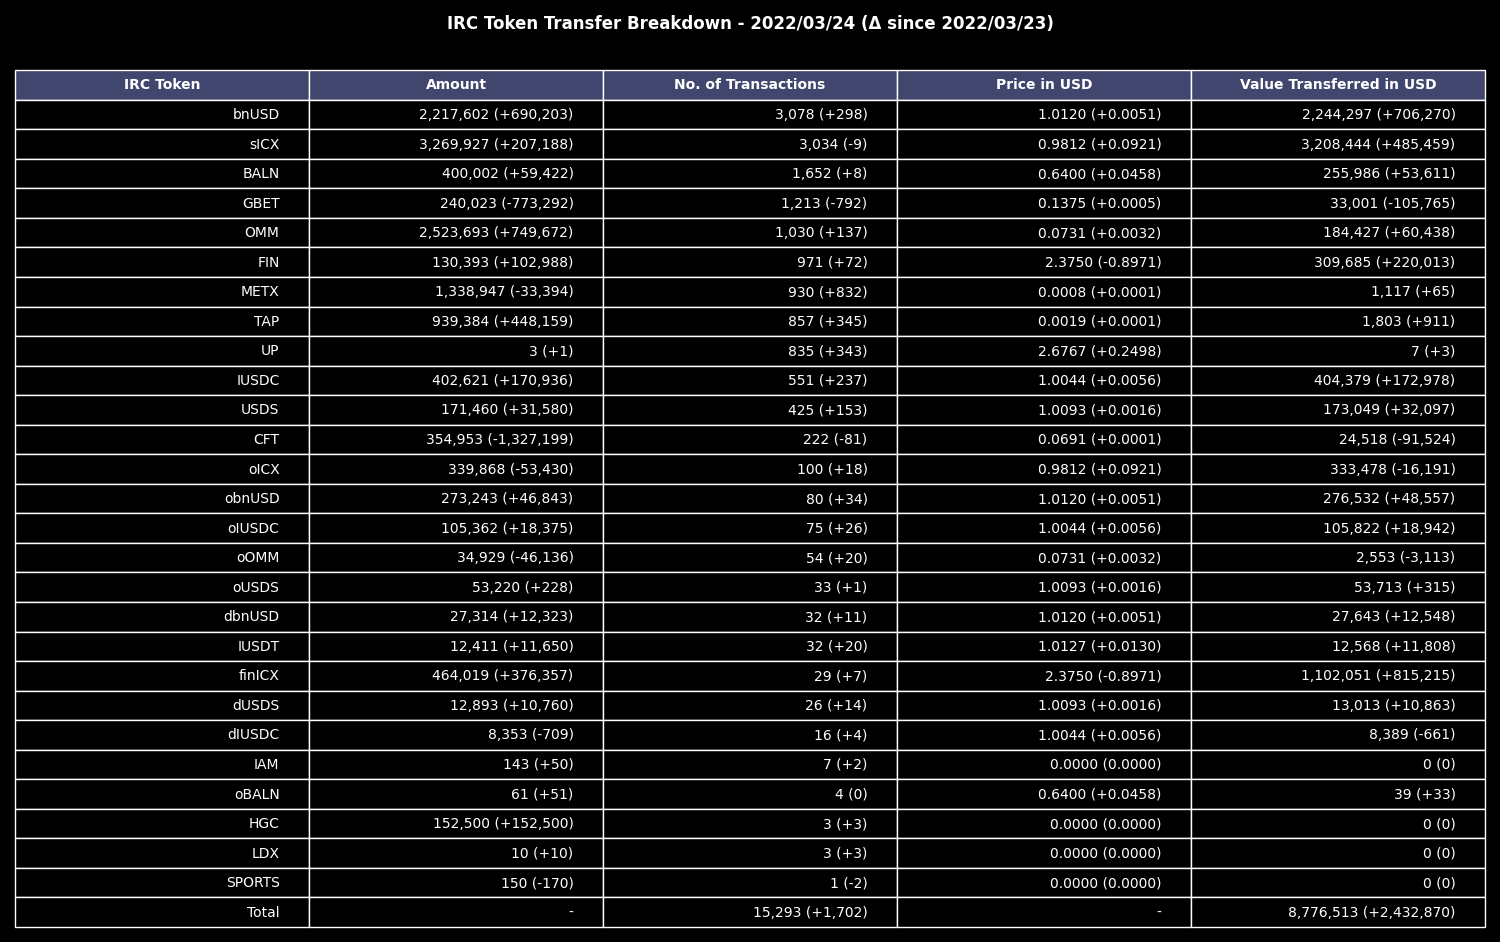 IRC Token Transfer Breakdown - 2022/03/24 (Δ since 2022/03/23)
IRC Token Amount No. of Transactions Price in USD Value Transferred in USD
bnUSD 2,217,602 (+690,203) 3,078 (+298) 1.0120 (+0.0051) 2,244,297 (+706,270)
sICX 3,269,927 (+207,188) 3,034 (-9) 0.9812 (+0.0921) 3,208,444 (+485,459)
BALN 400,002 (+59,422) 1,652 (+8) 0.6400 (+0.0458) 255,986 (+53,611)
GBET 240,023 (-773,292) 1,213 (-792) 0.1375 (+0.0005) 33,001 (-105,765)
OMM 2,523,693 (+749,672) 1,030 (+137) 0.0731 (+0.0032) 184,427 (+60,438)
FIN 130,393 (+102,988) 971 (+72) 2.3750 (-0.8971) 309,685 (+220,013)
METX 1,338,947 (-33,394) 930 (+832) 0.0008 (+0.0001) 1,117 (+65)
TAP 939,384 (+448,159) 857 (+345) 0.0019 (+0.0001) 1,803 (+911)
UP 3 (+1) 835 (+343) 2.6767 (+0.2498) 7 (+3)
IUSDC 402,621 (+170,936) 551 (+237) 1.0044 (+0.0056) 404,379 (+172,978)
USDS 171,460 (+31,580) 425 (+153) 1.0093 (+0.0016) 173,049 (+32,097)
CFT 354,953 (-1,327,199) 222 (-81) 0.0691 (+0.0001) 24,518 (-91,524)
oICX 339,868 (-53,430) 100 (+18) 0.9812 (+0.0921) 333,478 (-16,191)
obnUSD 273,243 (+46,843) 80 (+34) 1.0120 (+0.0051) 276,532 (+48,557)
oIUSDC 105,362 (+18,375) 75 (+26) 1.0044 (+0.0056) 105,822 (+18,942)
oOMM 34,929 (-46,136) 54 (+20) 0.0731 (+0.0032) 2,553 (-3,113)
oUSDS 53,220 (+228) 33 (+1) 1.0093 (+0.0016) 53,713 (+315)
dbnUSD 27,314 (+12,323) 32 (+11) 1.0120 (+0.0051) 27,643 (+12,548)
IUSDT 12,411 (+11,650) 32 (+20) 1.0127 (+0.0130) 12,568 (+11,808)
finICX 464,019 (+376,357) 29 (+7) 2.3750 (-0.8971) 1,102,051 (+815,215)
dUSDS 12,893 (+10,760) 26 (+14) 1.0093 (+0.0016) 13,013 (+10,863)
dIUSDC 8,353 (-709) 16 (+4) 1.0044 (+0.0056) 8,389 (-661)
IAM 143 (+50) 7 (+2) 0.0000 (0.0000) 0 (0)
oBALN 61 (+51) 4 (0) 0.6400 (+0.0458) 39 (+33)
HGC 152,500 (+152,500) 3 (+3) 0.0000 (0.0000) 0 (0)
LDX 10 (+10) 3 (+3) 0.0000 (0.0000) 0 (0)
SPORTS 150 (-170) 1 (-2) 0.0000 (0.0000) 0 (0)
Total - 15,293 (+1,702) - 8,776,513 (+2,432,870)